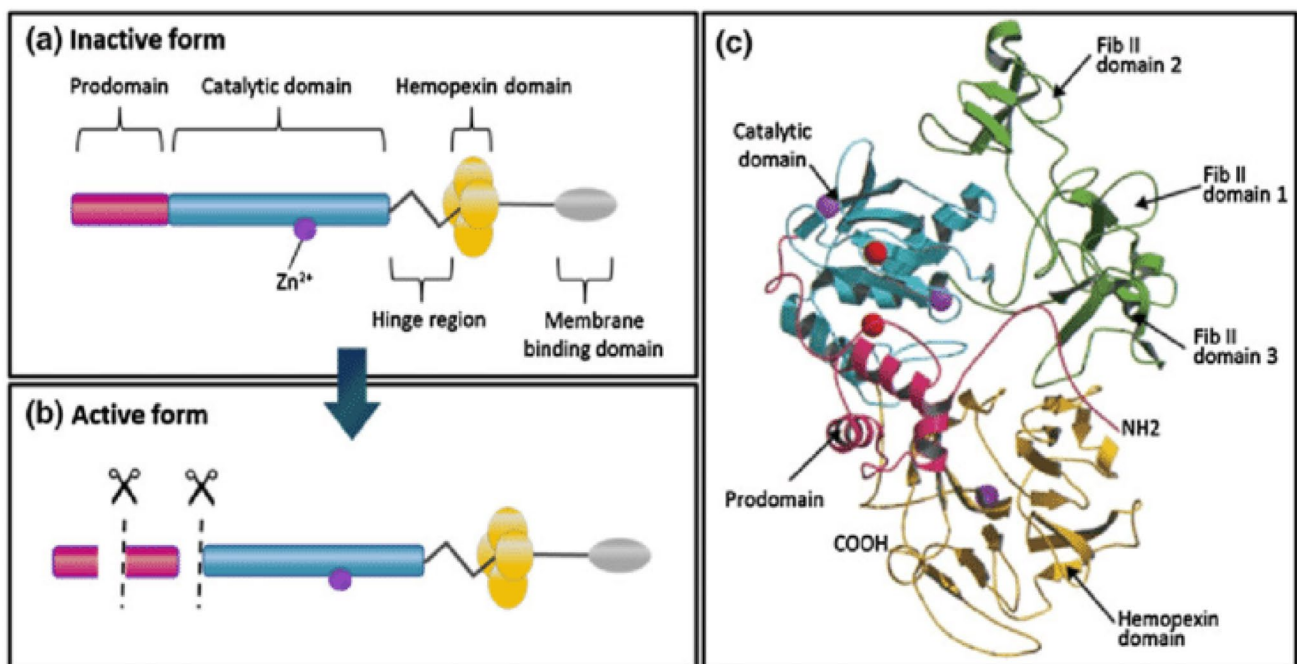 (a) Inactive form
Prodomain
Catalytic domain
Hemopexin domain
Zn²⁺
Hinge region
Membrane
binding domain
(b) Active form
(c)
Fib II
domain 2
Catalytic
domain
Fib II
domain 1
Fib II
domain 3
NH2
Prodomain
COOH
Hemopexin
domain